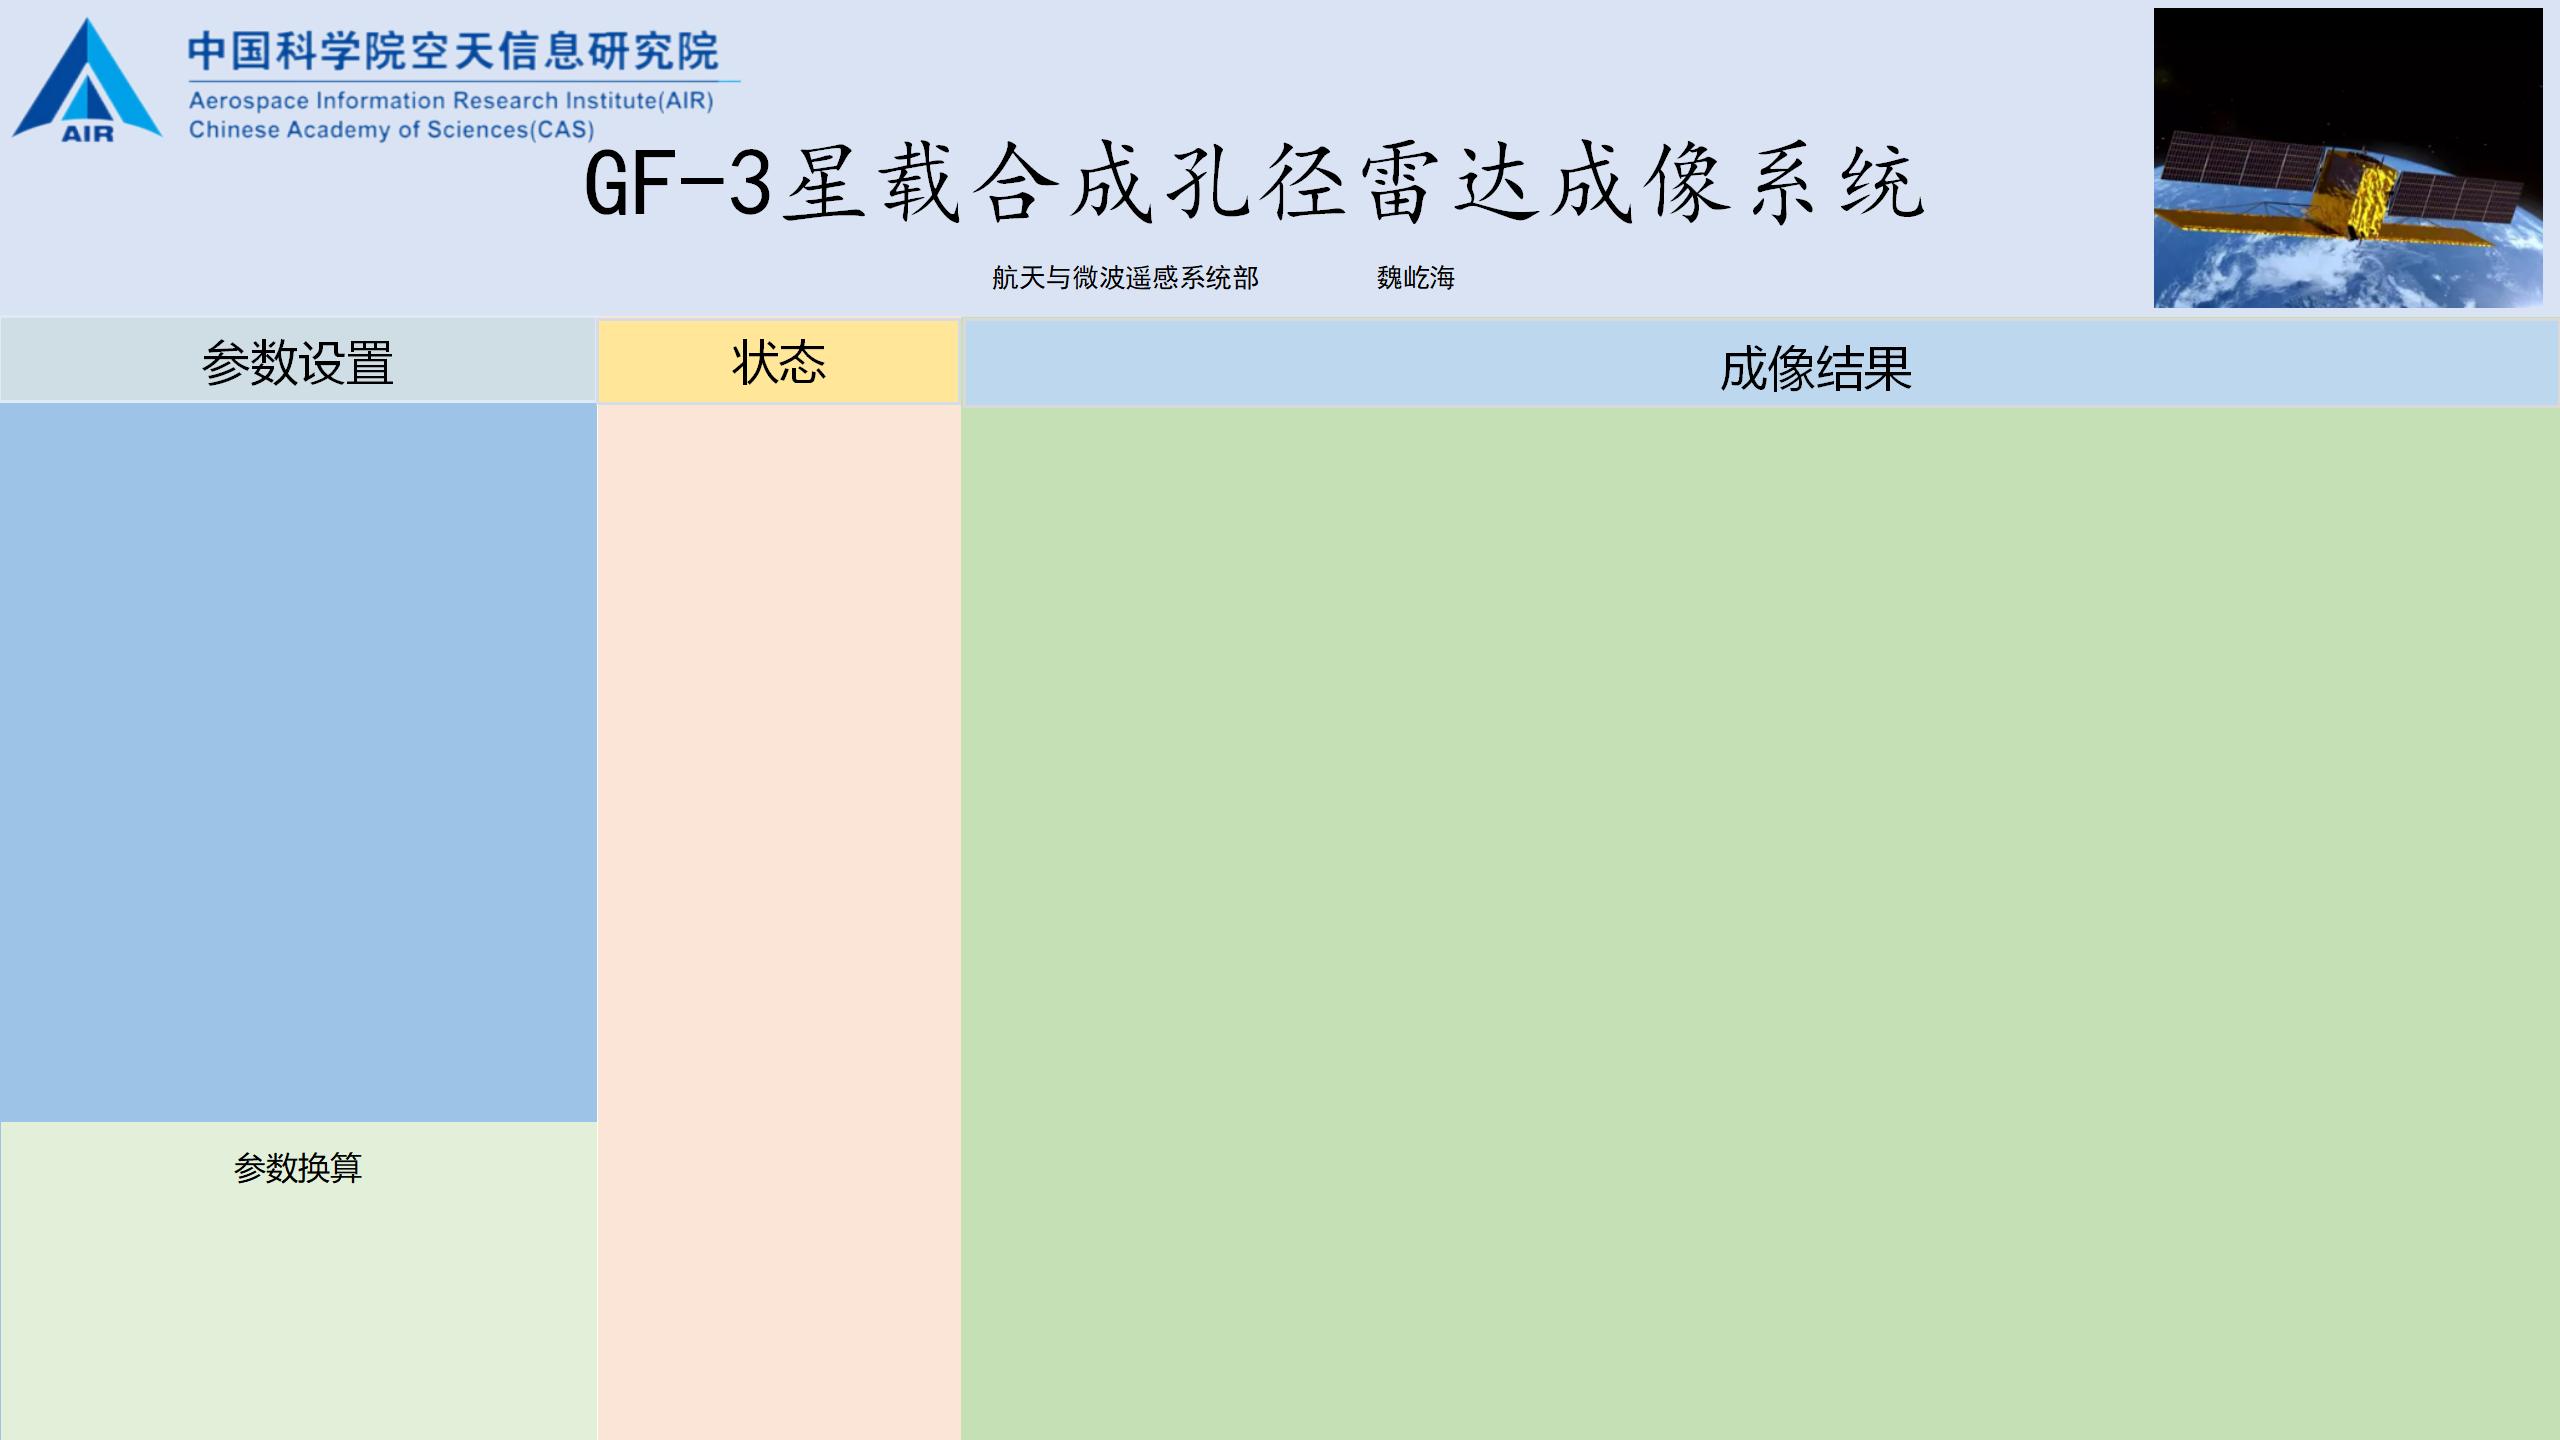 中国科学院空天信息研究院
Aerospace Information Research Institute(AIR)
Chinese Academy of Sciences(CAS)
AIR
GF-3星载合成孔径雷达成像系统
航天与微波遥感系统部 魏屹海
参数设置
状态
成像结果
参数换算